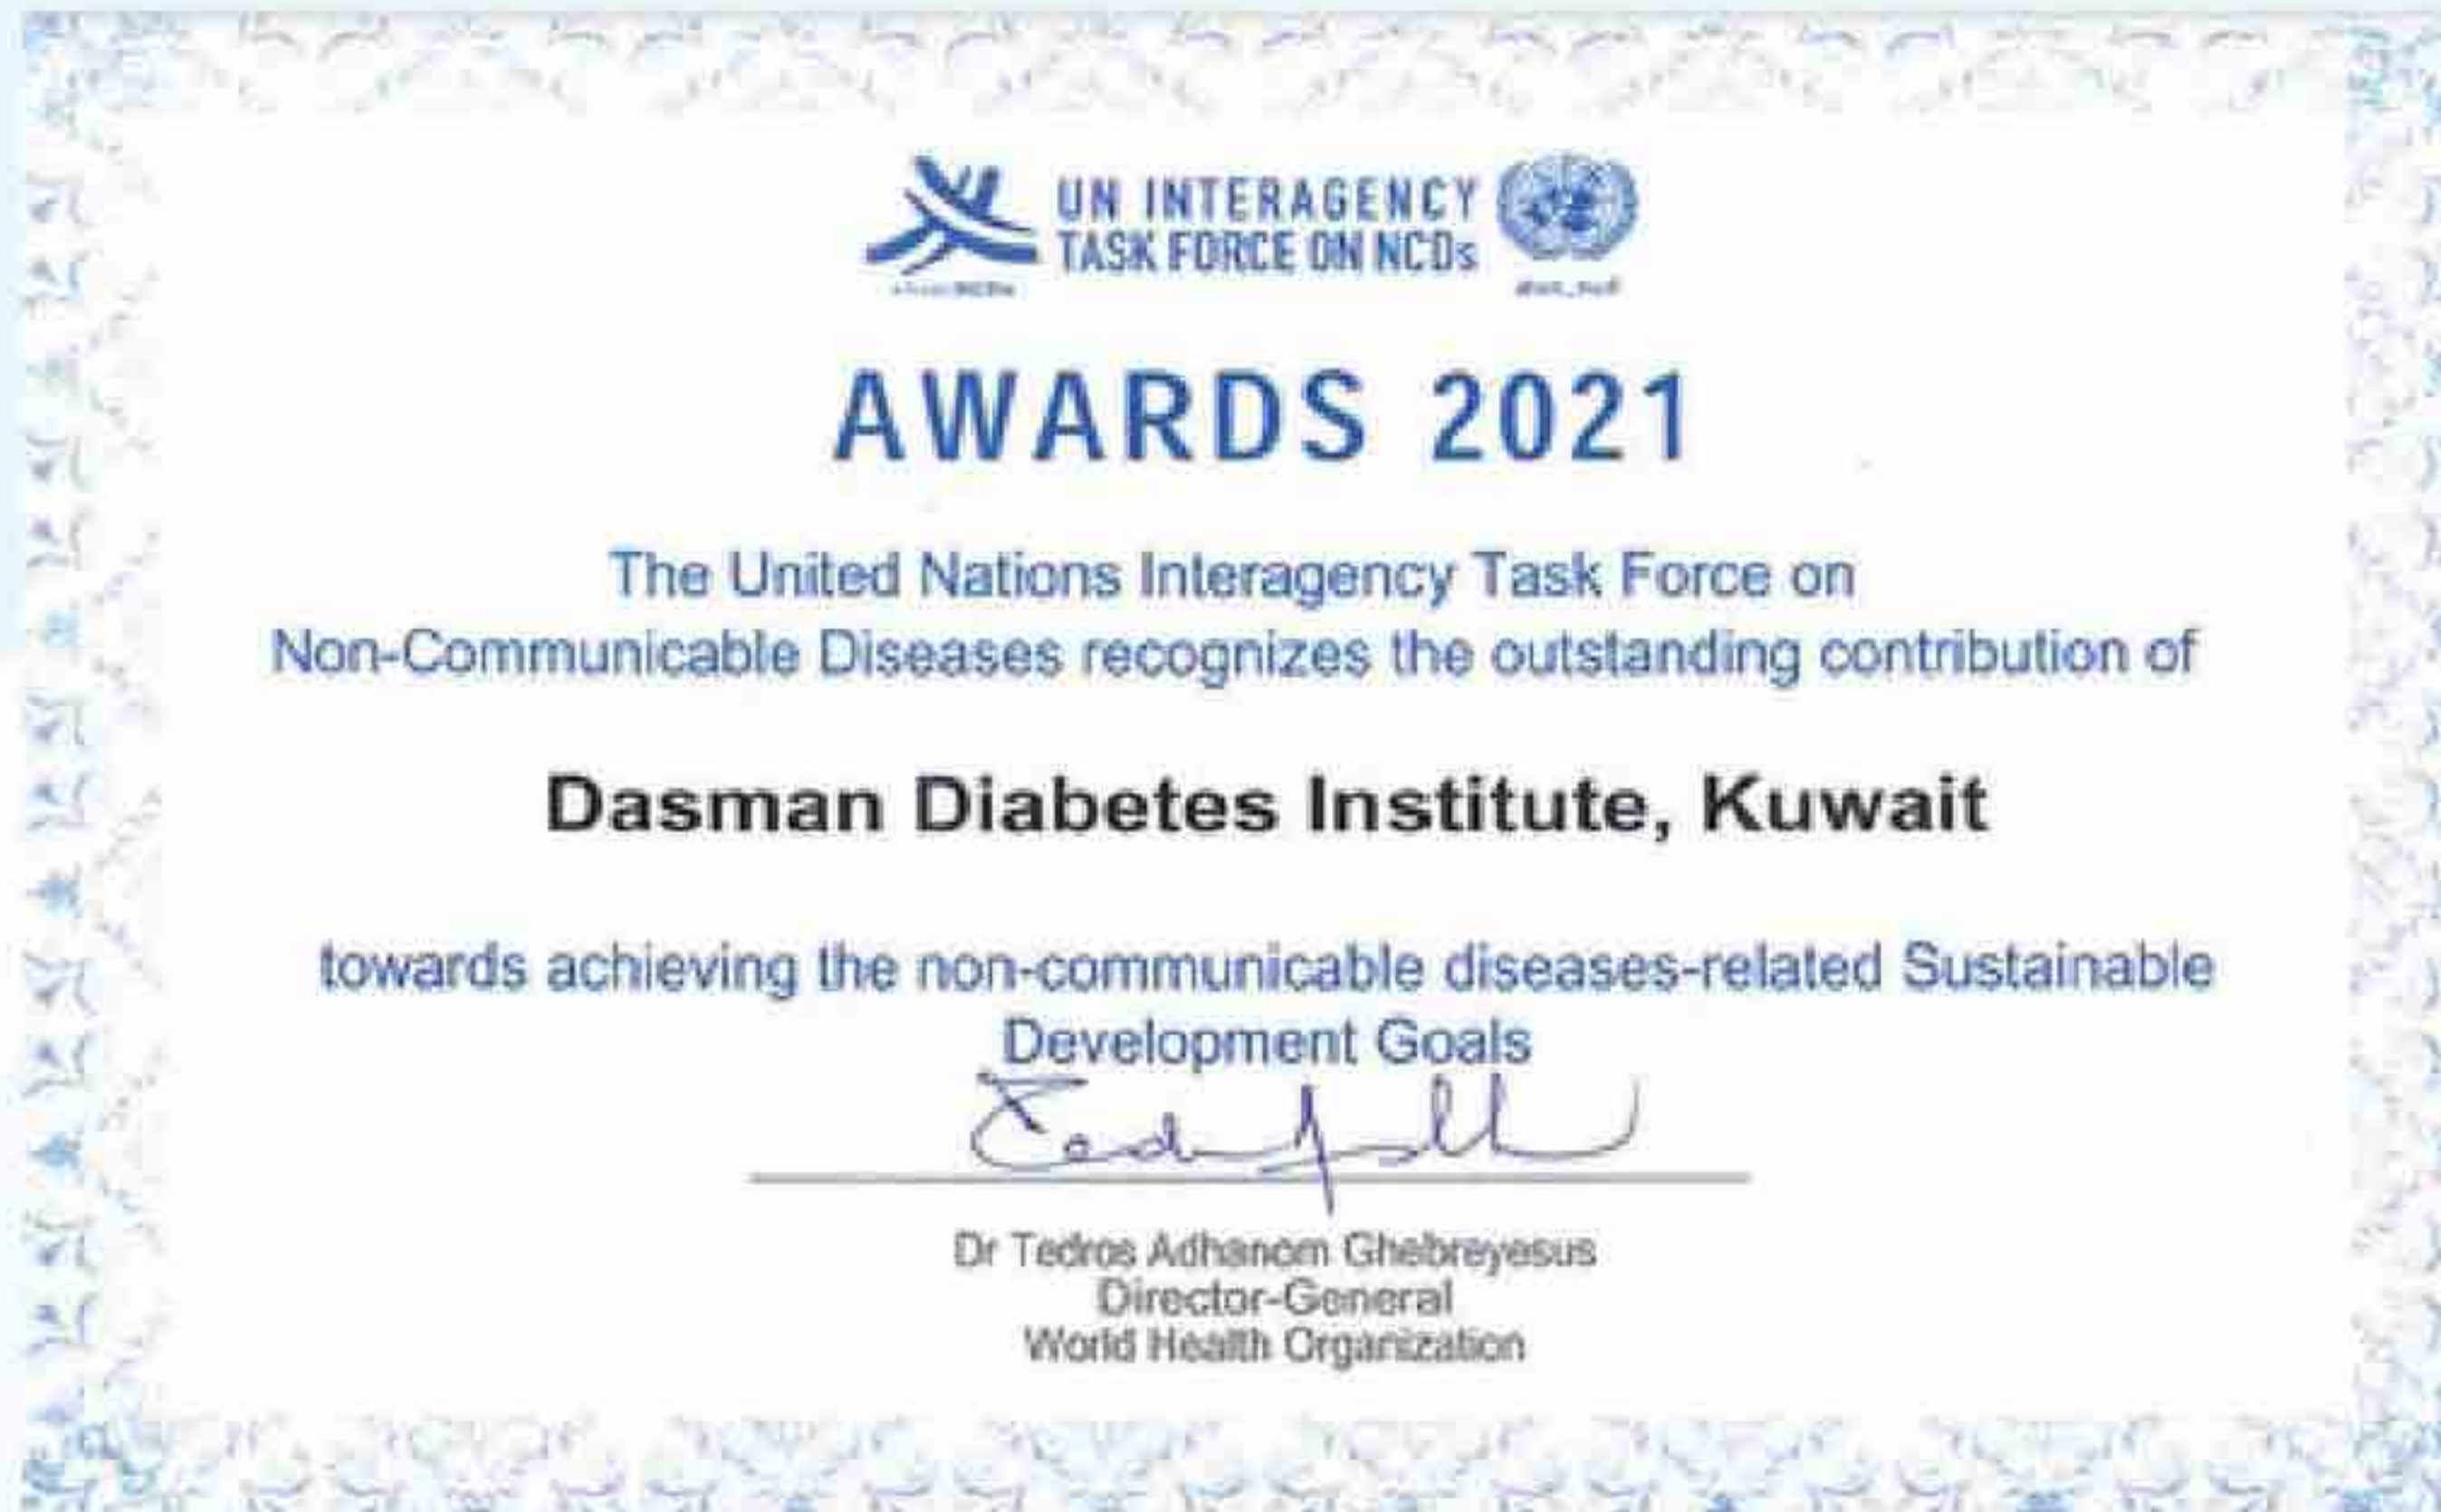 UN INTERAGENCY
TASK FORCE ON NCDs
AWARDS 2021
The United Nations Interagency Task Force on
Non-Communicable Diseases recognizes the outstanding contribution of
Dasman Diabetes Institute, Kuwait
towards achieving the non-communicable diseases-related Sustainable
Development Goals
Dr Tedros Adhanom Ghebreyesus
Director-General
World Health Organization